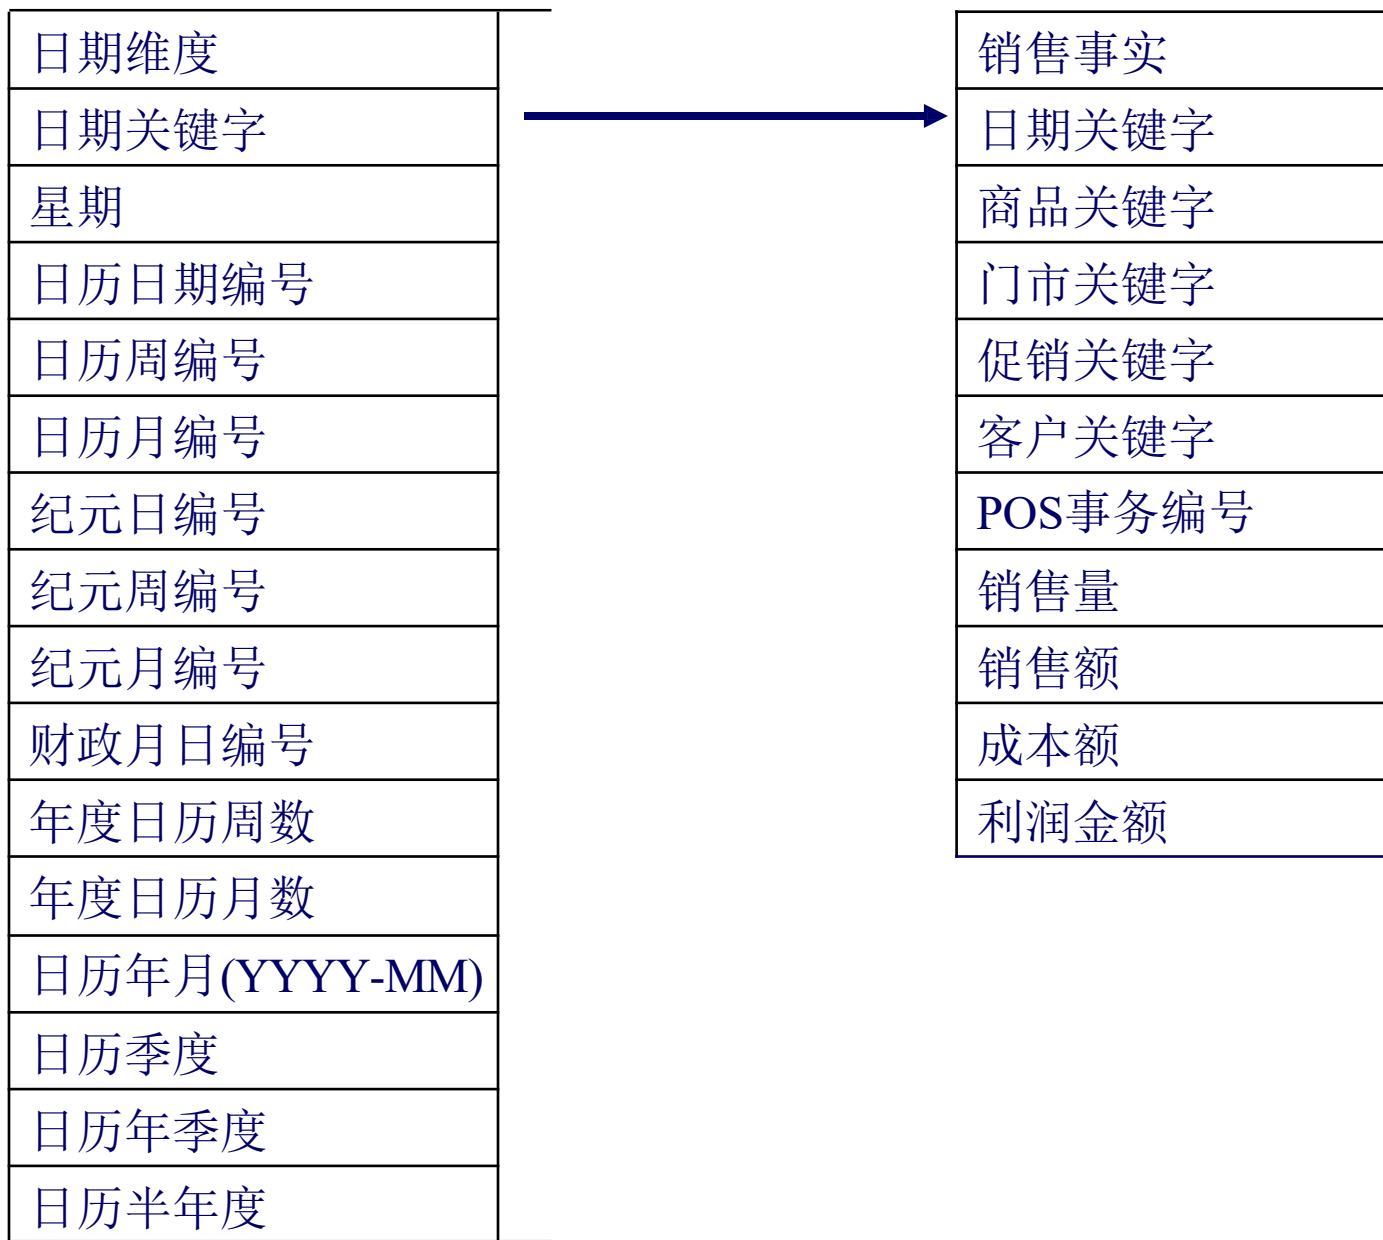 日期维度
日期关键字
星期
日历日期编号
日历周编号
日历月编号
纪元日编号
纪元周编号
纪元月编号
财政月日编号
年度日历周数
年度日历月数
日历年月(YYYY-MM)
日历季度
日历年季度
日历半年度
销售事实
日期关键字
商品关键字
门市关键字
促销关键字
客户关键字
POS事务编号
销售量
销售额
成本额
利润金额